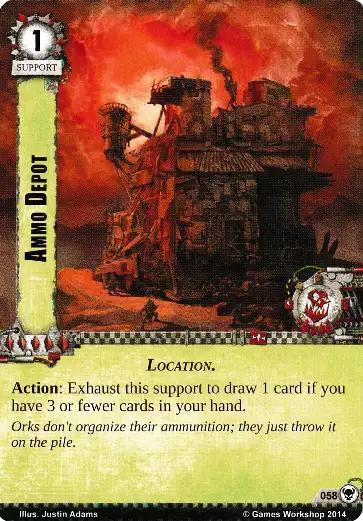 1
SUPPORT
AMMO DEPOT
LOCATION.
Action: Exhaust this support to draw 1 card if you
have 3 or fewer cards in your hand.
Orks don't organize their ammunition; they just throw it
on the pile.
058
Illus. Justin Adams
© Games Workshop 2014